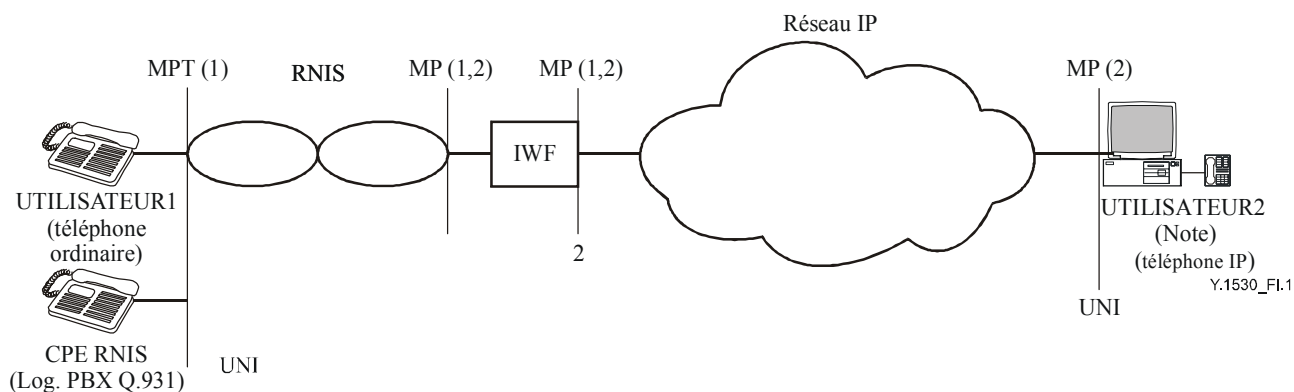 Réseau IP
MPT (1)
RNIS
MP (1,2)
MP (1,2)
MP (2)
IWF
UTILISATEUR1
(téléphone
ordinaire)
2
UTILISATEUR2
(Note)
(téléphone IP)
Y.1530_FI.1
UNI
CPE RNIS
(Log. PBX Q.931)
UNI